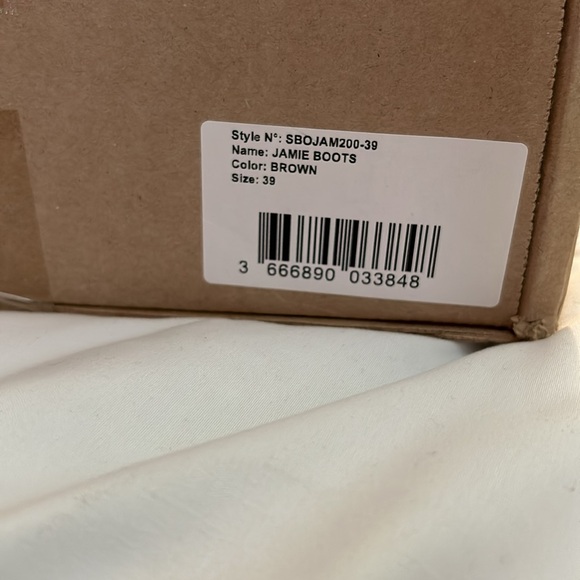 Style N°: SBOJAM200-39
Name: JAMIE BOOTS
Color: BROWN
Size: 39
3 666890 033848